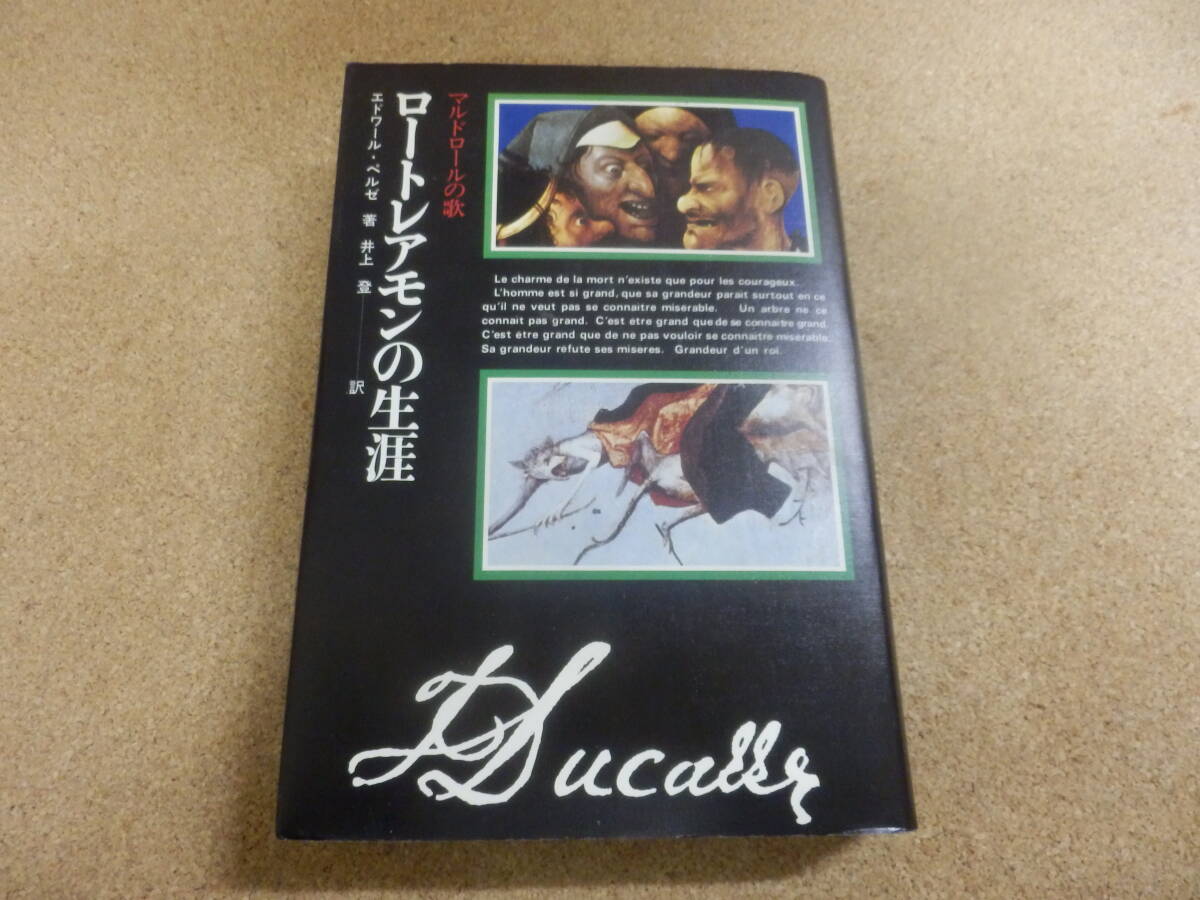 マルドロールの歌
ロートレアモンの生涯
エドワール・ペルゼ 著 井上 登 訳
Le charme de la mort n'existe que pour les courageux.
L'homme est si grand, que sa grandeur parait surtout en ce
qu'il ne veut pas se connaitre miserable. Un arbre ne ce
connait pas grand. C'est etre grand que de se connaitre grand.
C'est être grand que de ne pas vouloir se connaitre misérable.
Sa grandeur réfute ses miseres. Grandeur d'un roi.
Ducasse